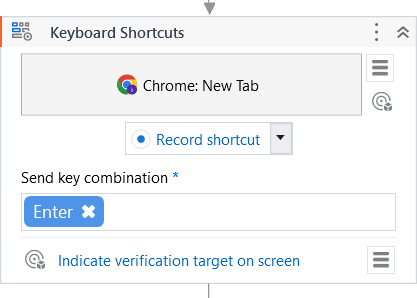 Keyboard Shortcuts
Chrome: New Tab
Record shortcut
Send key combination *
Enter
Indicate verification target on screen